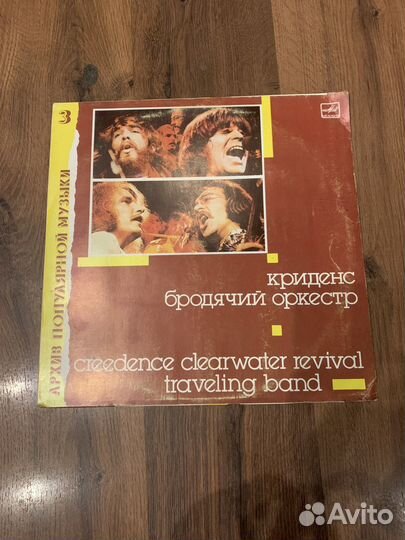 3
АРХИВ ПОПУЛЯРНОЙ МУЗЫКИ
криденс
бродячий оркестр
creedence clearwater revival
traveling band
Avito